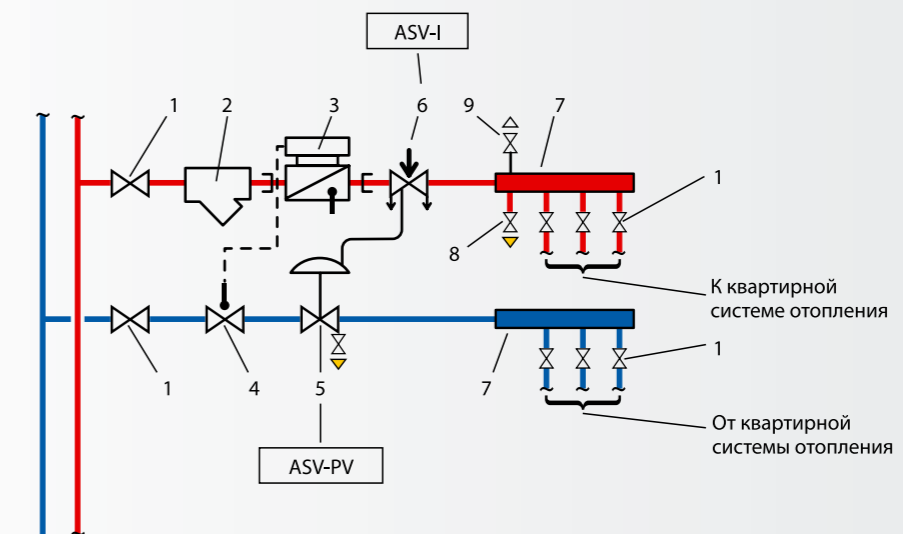 ASV-I
1
2
3
6
9
7
1
8
К квартирной
системе отопления
1
4
5
7
1
От квартирной
системы отопления
ASV-PV